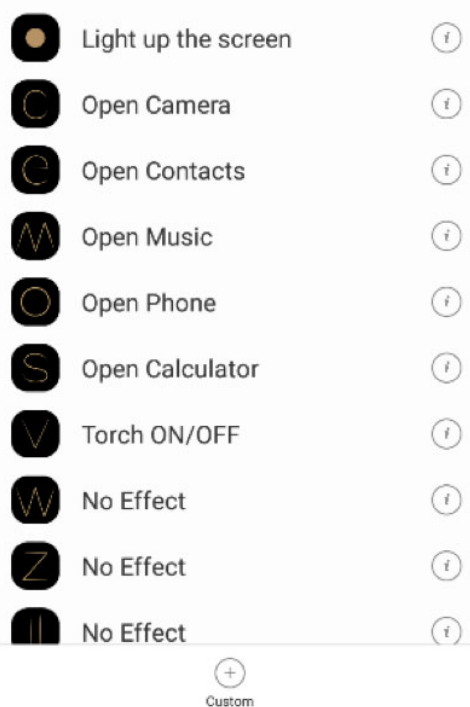 Light up the screen
C Open Camera
e Open Contacts
M Open Music
O Open Phone
S Open Calculator
V Torch ON/OFF
W No Effect
Z No Effect
No Effect
Custom